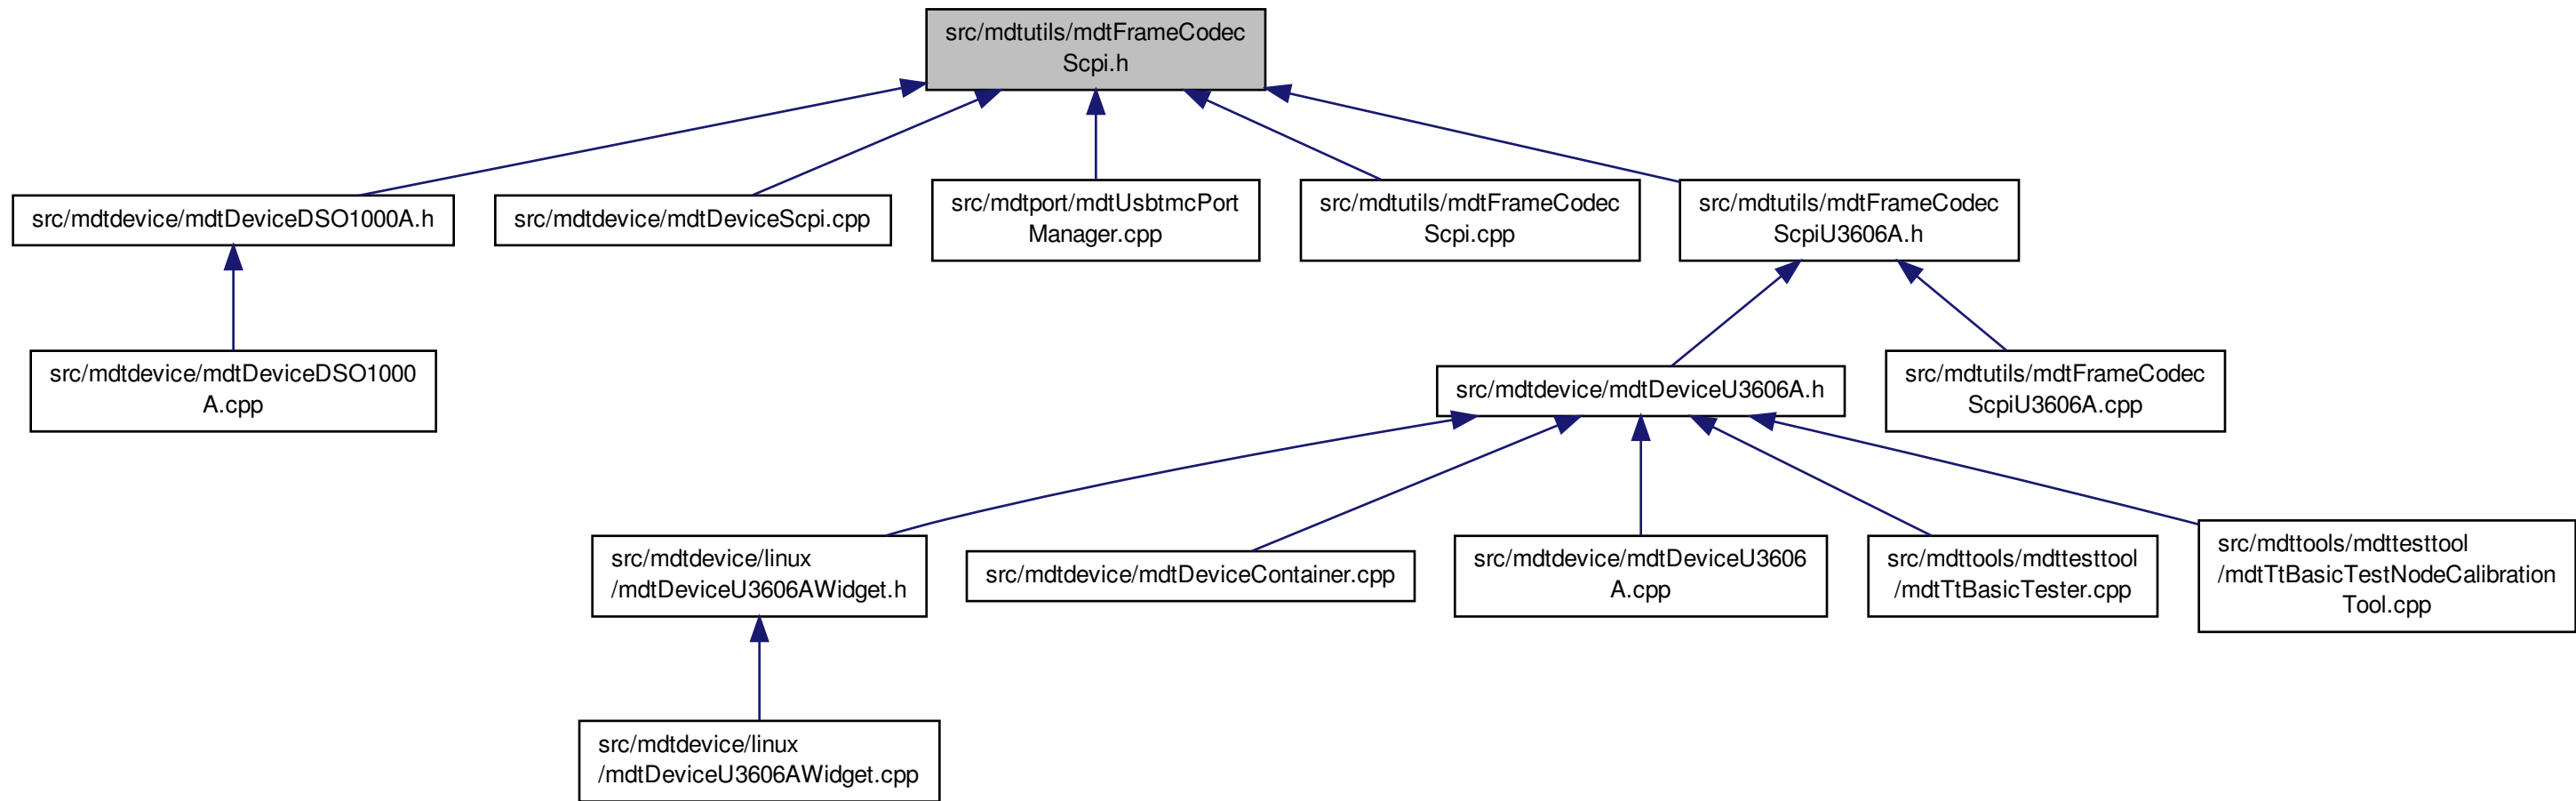 src/mdtutils/mdtFrameCodec
Scpi.h
src/mdtdevice/mdtDeviceDSO1000A.h
src/mdtdevice/mdtDeviceScpi.cpp
src/mdtport/mdtUsbtmcPort
Manager.cpp
src/mdtutils/mdtFrameCodec
Scpi.cpp
src/mdtutils/mdtFrameCodec
ScpiU3606A.h
src/mdtdevice/mdtDeviceDSO1000
A.cpp
src/mdtdevice/mdtDeviceU3606A.h
src/mdtutils/mdtFrameCodec
ScpiU3606A.cpp
src/mdtdevice/linux
/mdtDeviceU3606AWidget.h
src/mdtdevice/mdtDeviceContainer.cpp
src/mdtdevice/mdtDeviceU3606
A.cpp
src/mdttools/mdttesttool
/mdtTtBasicTester.cpp
src/mdttools/mdttesttool
/mdtTtBasicTestNodeCalibration
Tool.cpp
src/mdtdevice/linux
/mdtDeviceU3606AWidget.cpp